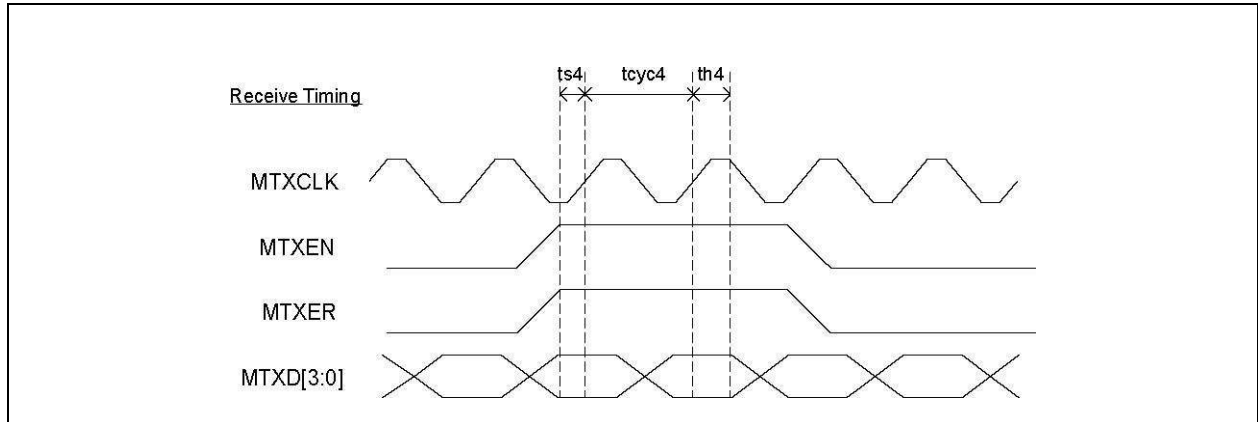 ts4 tcyc4 th4
Receive Timing
MTXCLK
MTXEN
MTXER
MTXD[3:0]